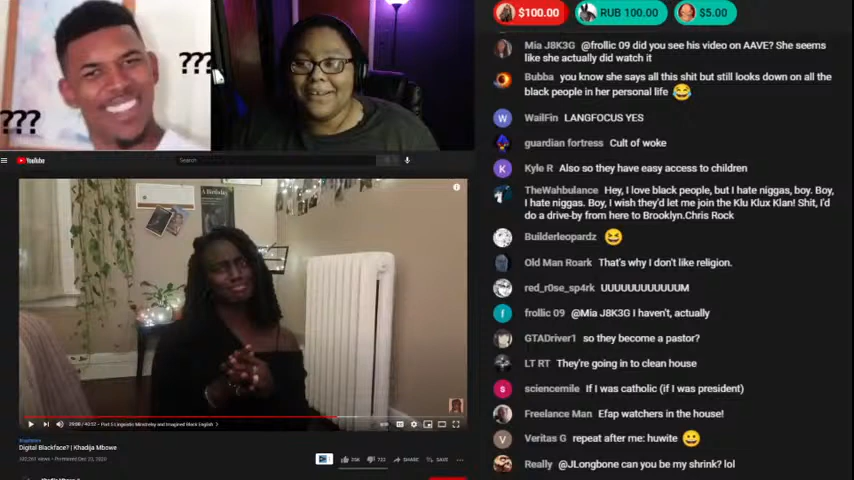 ???
???
YouTube
Search
Digital Blackface? | Khadija Mbowe
SHARE
SAVE
$100.00
RUB 100.00
$5.00
Mia J8K3G @frollic 09 did you see his video on AAVE? She seems
like she actually did watch it
Bubba you know she says all this shit but still looks down on all the
black people in her personal life 😂
WailFin LANGFOCUS YES
guardian fortress Cult of woke
Kyle R Also so they have easy access to children
TheWahbulance Hey, I love black people, but I hate niggas, boy. Boy,
I hate niggas. Boy, I wish they'd let me join the Klu Klux Klan! Shit, I'd
do a drive-by from here to Brooklyn.Chris Rock
Builderleopardz 😆
Old Man Roark That's why I don't like religion.
red_r0se_sp4rk UUUUUUUUUUUUM
frollic 09 @Mia J8K3G I haven't, actually
GTADriver1 so they become a pastor?
LT RT They're going in to clean house
sciencemile If I was catholic (if I was president)
Freelance Man Efap watchers in the house!
Veritas G repeat after me: huwite 😀
Really @JLongbone can you be my shrink? lol